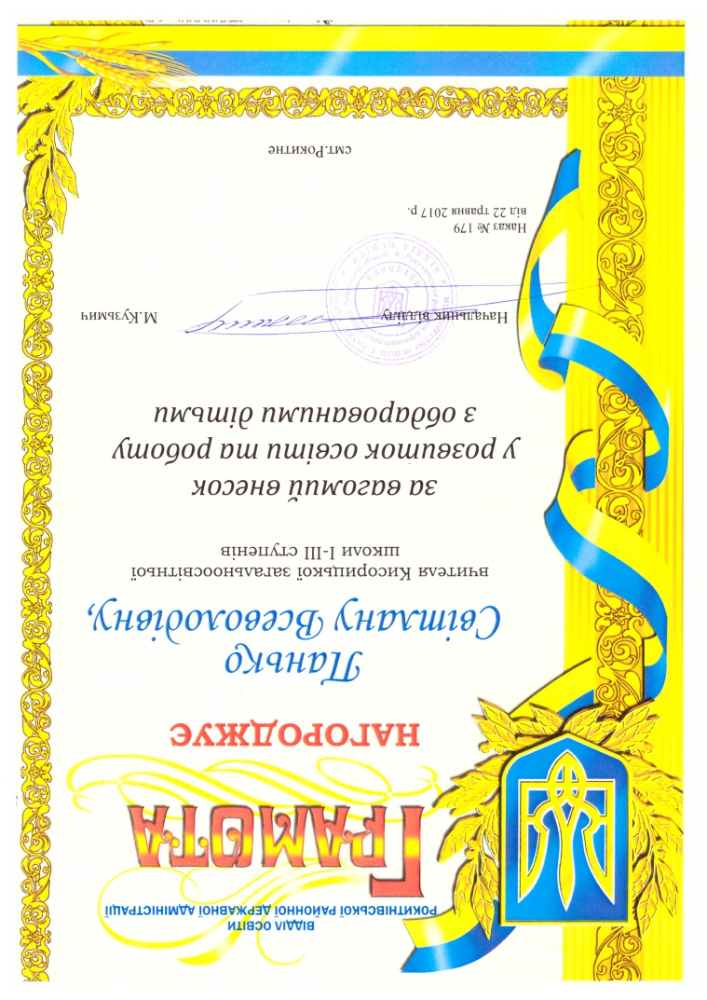 ВІДДІЛ ОСВІТИ
РОКИТНІВСЬКОЇ РАЙОННОЇ ДЕРЖАВНОЇ АДМІНІСТРАЦІЇ
ГРАМОТА
НАГОРОДЖУЄ
Панько
Світлану Всеволодівну,
вчителя Кисорицької загальноосвітньої
школи І-ІІІ ступенів
за вагомий внесок
у розвиток освіти та роботу
з обдарованими дітьми
Начальник відділу М.Кузьмич
Наказ № 179
від 22 травня 2017 р.
смт.Рокитне